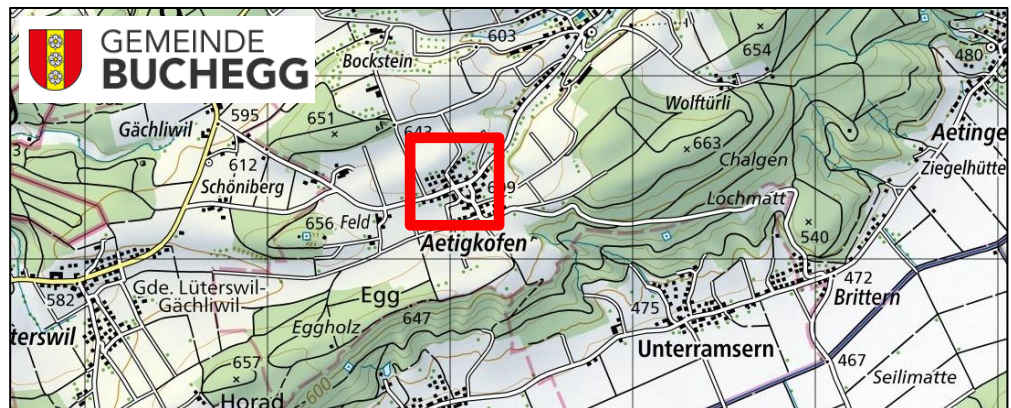 GEMEINDE
BUCHEGG
603
Bockstein
654
480
595
651
643
Gächliwil
612
Schöniberg
Wolftürli
663
Chalgen
Aetinge
Ziegelhütte
Lochmatt
656 Feld
Aetigkofen
540
582
Gde. Lüterswil-
Gächliwil
Egg
475
472
Brittern
terswil
Eggholz
647
Unterramsern
467
657
600
Seilimatte
Horad